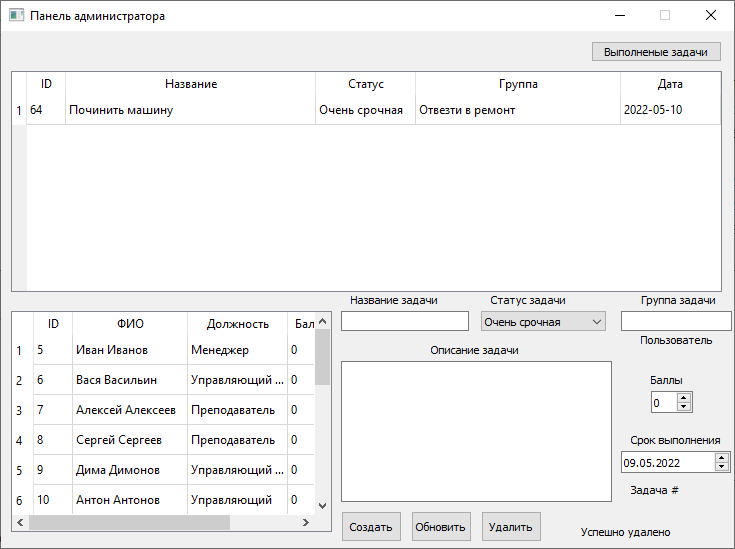 Панель администратора
Выполненые задачи
ID Название Статус Группа Дата
1 64 Починить машину Очень срочная Отвезти в ремонт 2022-05-10
Название задачи Статус задачи Группа задачи
Очень срочная
ID ФИО Должность Бал
1 5 Иван Иванов Менеджер 0
2 6 Вася Васильин Управляющий ... 0
3 7 Алексей Алексеев Преподаватель 0
4 8 Сергей Сергеев Преподаватель 0
5 9 Дима Димонов Управляющий ... 0
6 10 Антон Антонов Управляющий 0
Описание задачи
Пользователь
Баллы
0
Срок выполнения
09.05.2022
Задача #
Создать Обновить Удалить
Успешно удалено